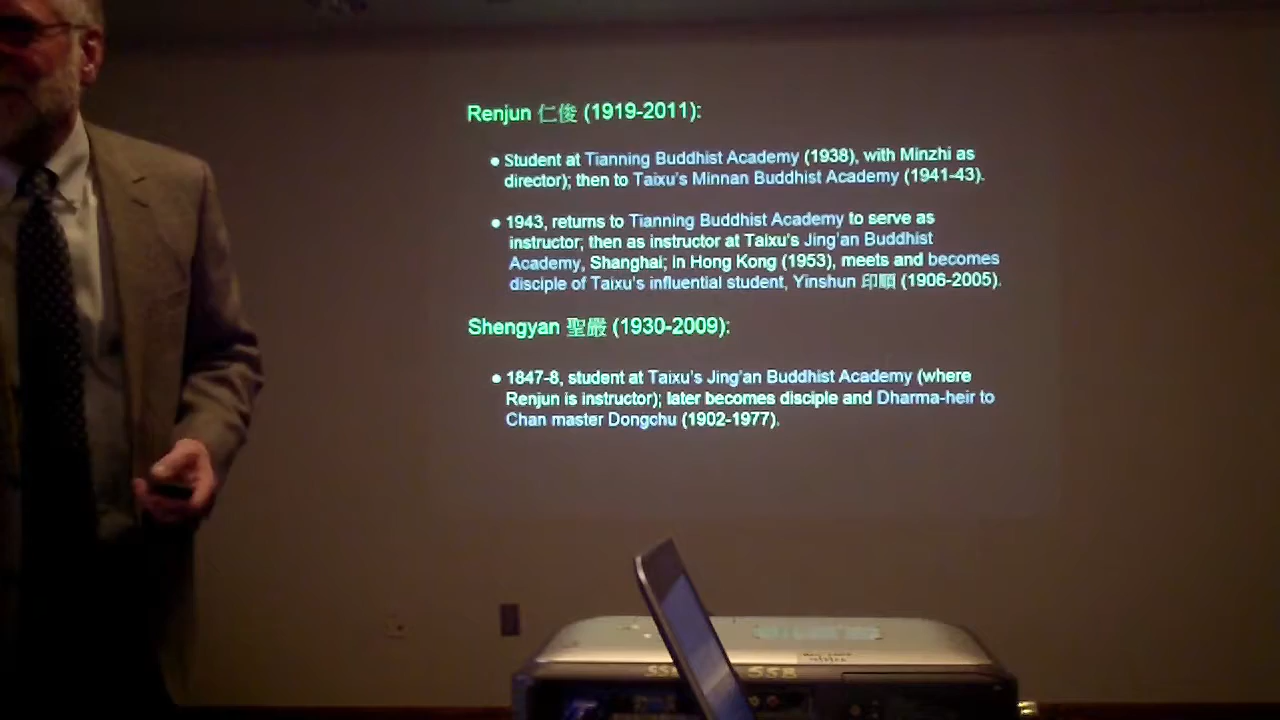 Renjun 仁俊 (1919-2011):
● Student at Tianning Buddhist Academy (1938), with Minzhi as
director); then to Taixu's Minnan Buddhist Academy (1941-43).
● 1943, returns to Tianning Buddhist Academy to serve as
instructor; then as instructor at Taixu's Jing'an Buddhist
Academy, Shanghai; in Hong Kong (1953), meets and becomes
disciple of Taixu's influential student, Yinshun 印順 (1906-2005).
Shengyan 聖嚴 (1930-2009):
● 1847-8, student at Taixu's Jing'an Buddhist Academy (where
Renjun is instructor); later becomes disciple and Dharma-heir to
Chan master Dongchu (1902-1977).
SSB